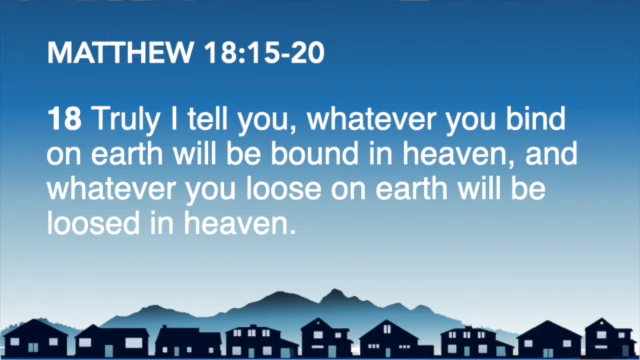 MATTHEW 18:15-20
18 Truly I tell you, whatever you bind
on earth will be bound in heaven, and
whatever you loose on earth will be
loosed in heaven.